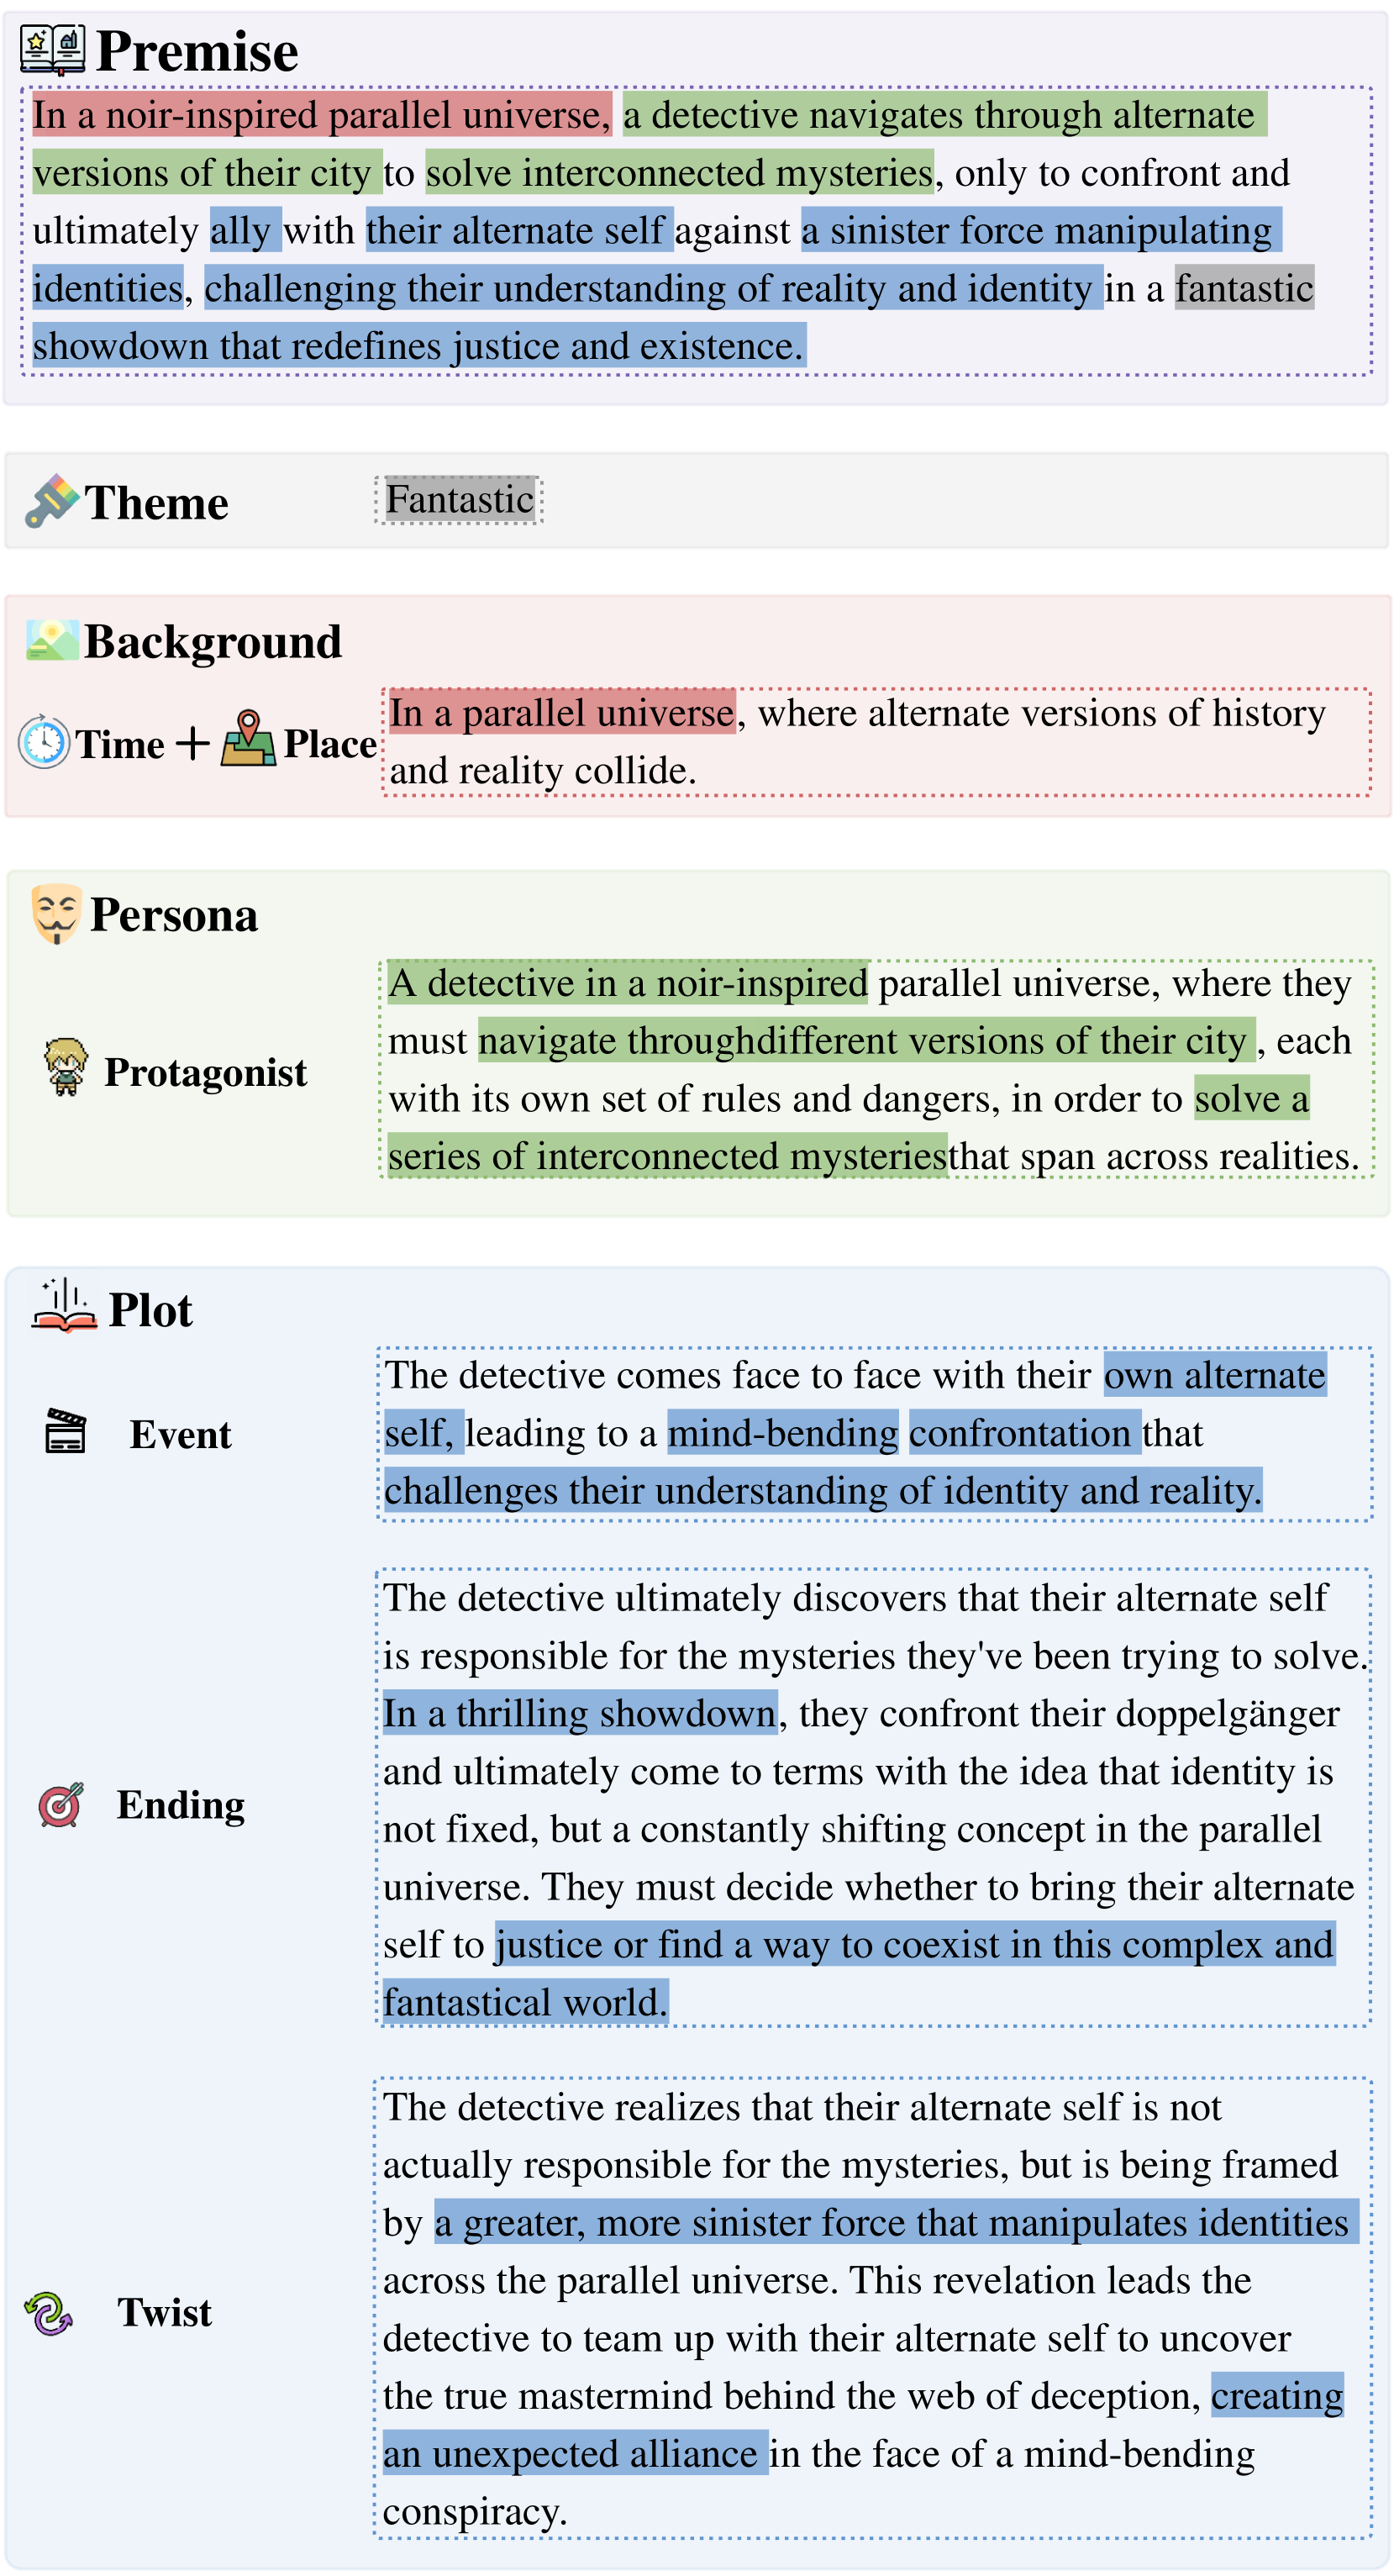 Premise
In a noir-inspired parallel universe, a detective navigates through alternate
versions of their city to solve interconnected mysteries, only to confront and
ultimately ally with their alternate self against a sinister force manipulating
identities, challenging their understanding of reality and identity in a fantastic
showdown that redefines justice and existence.
Theme
Fantastic
Background
Time + Place
In a parallel universe, where alternate versions of history
and reality collide.
Persona
Protagonist
A detective in a noir-inspired parallel universe, where they
must navigate throughdifferent versions of their city , each
with its own set of rules and dangers, in order to solve a
series of interconnected mysteriesthat span across realities.
Plot
Event
The detective comes face to face with their own alternate
self, leading to a mind-bending confrontation that
challenges their understanding of identity and reality.
Ending
The detective ultimately discovers that their alternate self
is responsible for the mysteries they've been trying to solve.
In a thrilling showdown, they confront their doppelgänger
and ultimately come to terms with the idea that identity is
not fixed, but a constantly shifting concept in the parallel
universe. They must decide whether to bring their alternate
self to justice or find a way to coexist in this complex and
fantastical world.
Twist
The detective realizes that their alternate self is not
actually responsible for the mysteries, but is being framed
by a greater, more sinister force that manipulates identities
across the parallel universe. This revelation leads the
detective to team up with their alternate self to uncover
the true mastermind behind the web of deception, creating
an unexpected alliance in the face of a mind-bending
conspiracy.